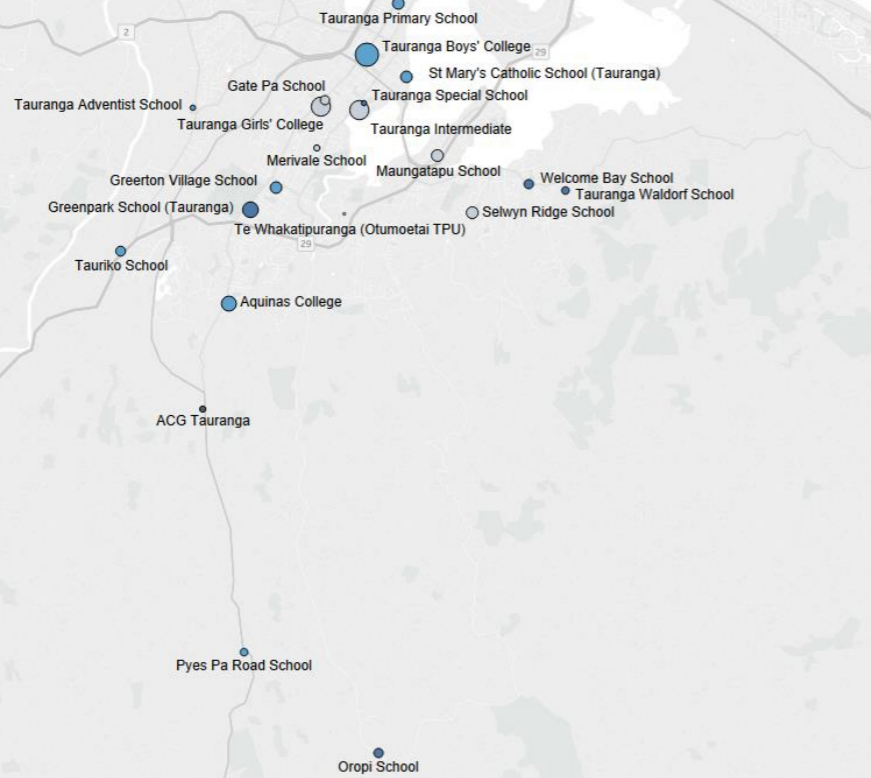 Tauranga Primary School
2
Tauranga Boys' College
29
St Mary's Catholic School (Tauranga)
Gate Pa School
Tauranga Special School
Tauranga Adventist School
Tauranga Girls' College
Tauranga Intermediate
Merivale School
Maungatapu School
Greerton Village School
Welcome Bay School
Tauranga Waldorf School
Greenpark School (Tauranga)
Selwyn Ridge School
Te Whakatipuranga (Otumoetai TPU)
29
Tauriko School
Aquinas College
ACG Tauranga
Pyes Pa Road School
Oropi School